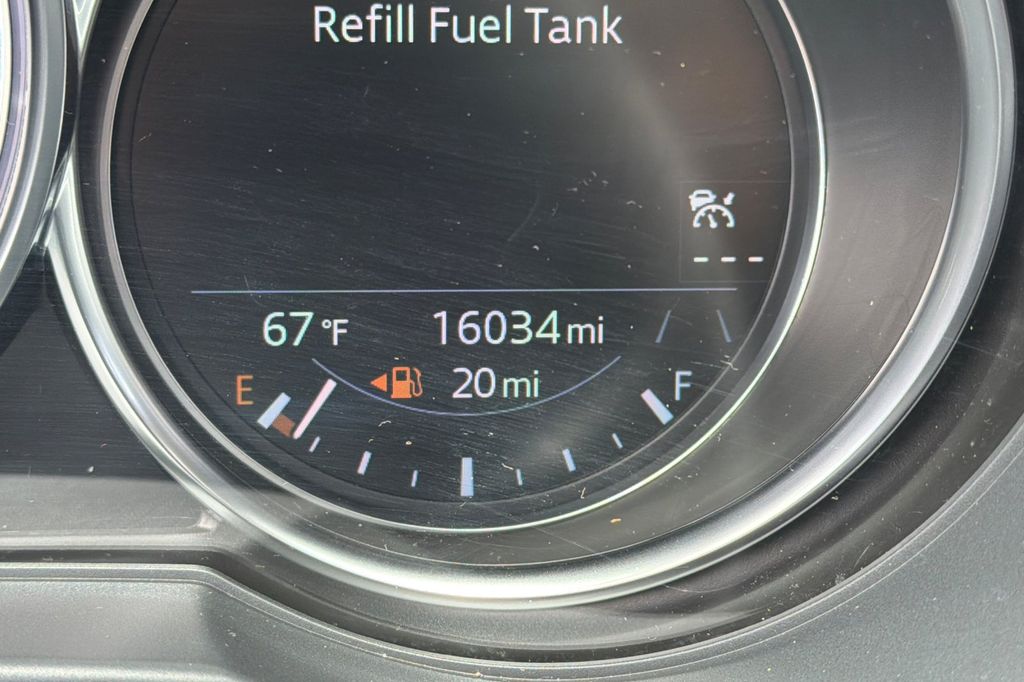 Refill Fuel Tank
- - -
67 °F 16034 mi
E 20 mi F